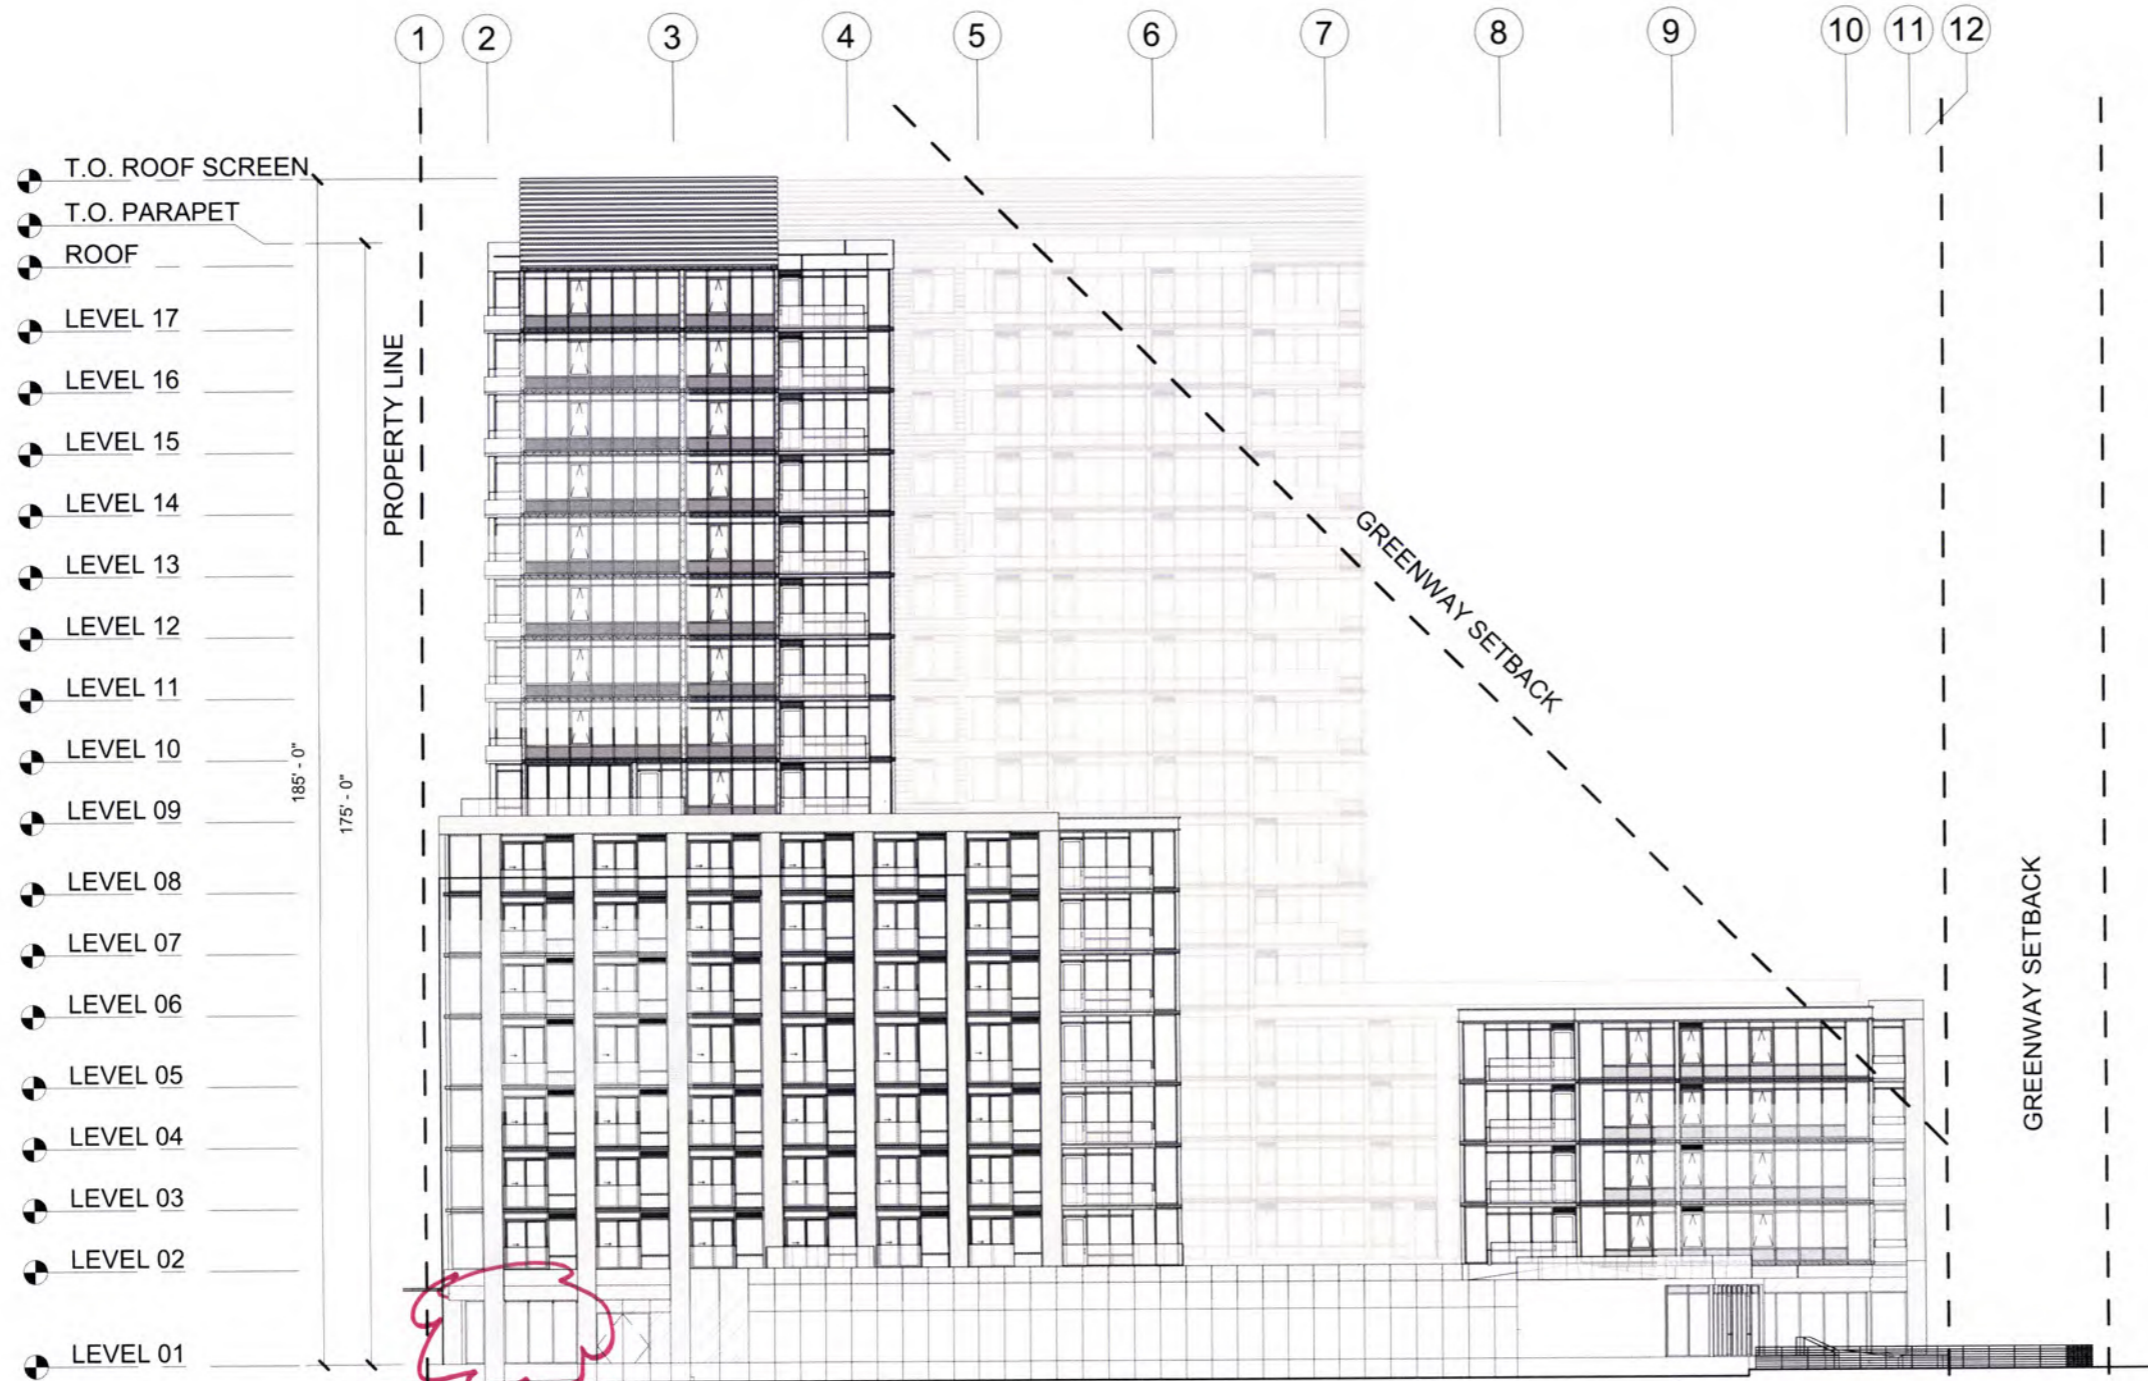 1 2 3 4 5 6 7 8 9 10 11 12
T.O. ROOF SCREEN
T.O. PARAPET
ROOF
LEVEL 17
LEVEL 16
LEVEL 15
LEVEL 14
LEVEL 13
LEVEL 12
LEVEL 11
LEVEL 10
LEVEL 09
LEVEL 08
LEVEL 07
LEVEL 06
LEVEL 05
LEVEL 04
LEVEL 03
LEVEL 02
LEVEL 01
185' - 0"
175' - 0"
PROPERTY LINE
GREENWAY SETBACK
GREENWAY SETBACK